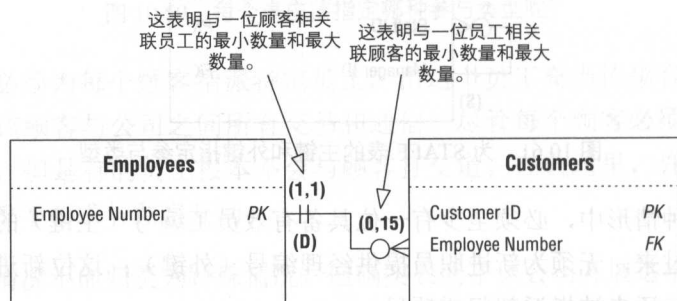 这表明与一位顾客相关
联员工的最小数量和最大
数量。
这表明与一位员工相关
联顾客的最小数量和最大
数量。
Employees
Customers
(1,1)
Employee Number PK
(D)
(0,15)
Customer ID PK
Employee Number FK